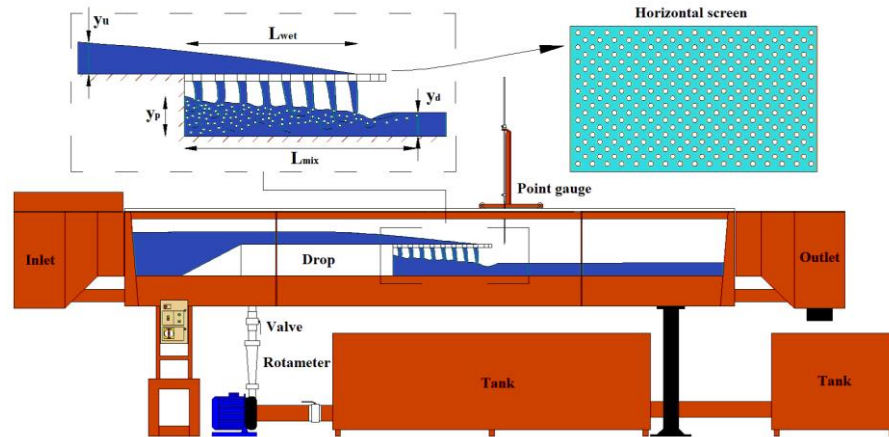 Horizontal screen
yu
Lwet
yp
yd
Lmix
Point gauge
Inlet
Drop
Outlet
Valve
Rotameter
Tank
Tank